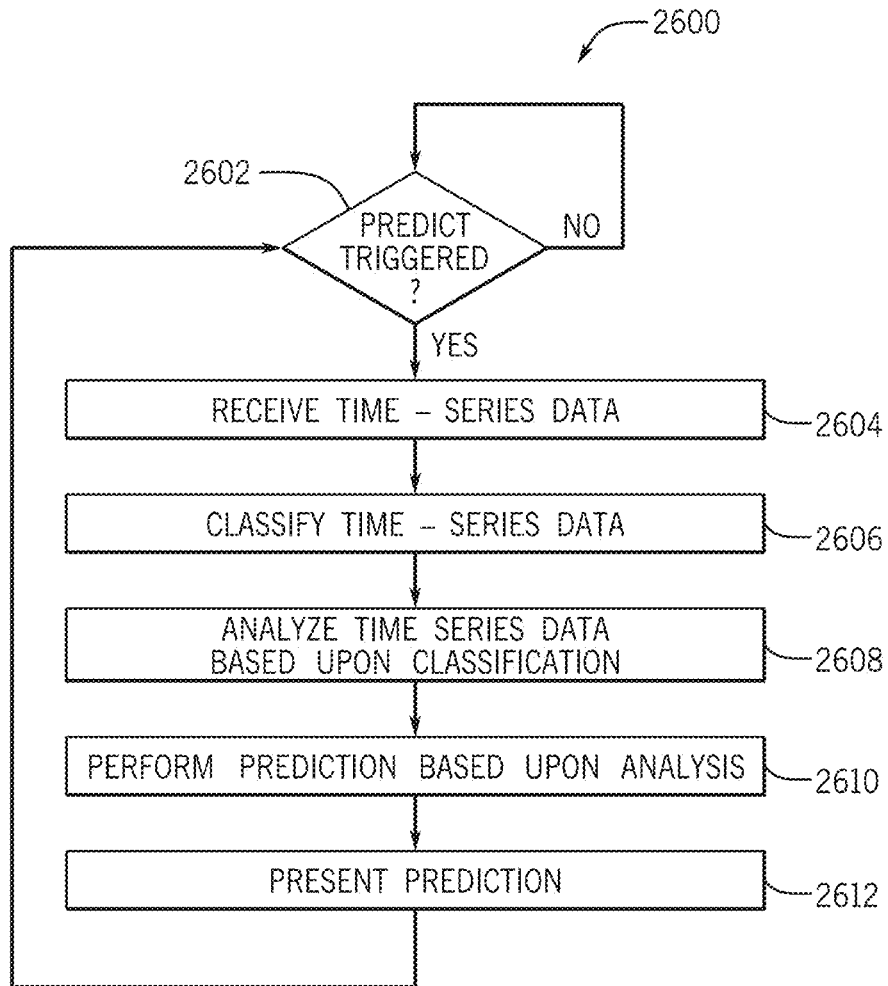 2600
2602
PREDICT
TRIGGERED
?
NO
YES
RECEIVE TIME – SERIES DATA
2604
CLASSIFY TIME – SERIES DATA
2606
ANALYZE TIME SERIES DATA
BASED UPON CLASSIFICATION
2608
PERFORM PREDICTION BASED UPON ANALYSIS
2610
PRESENT PREDICTION
2612